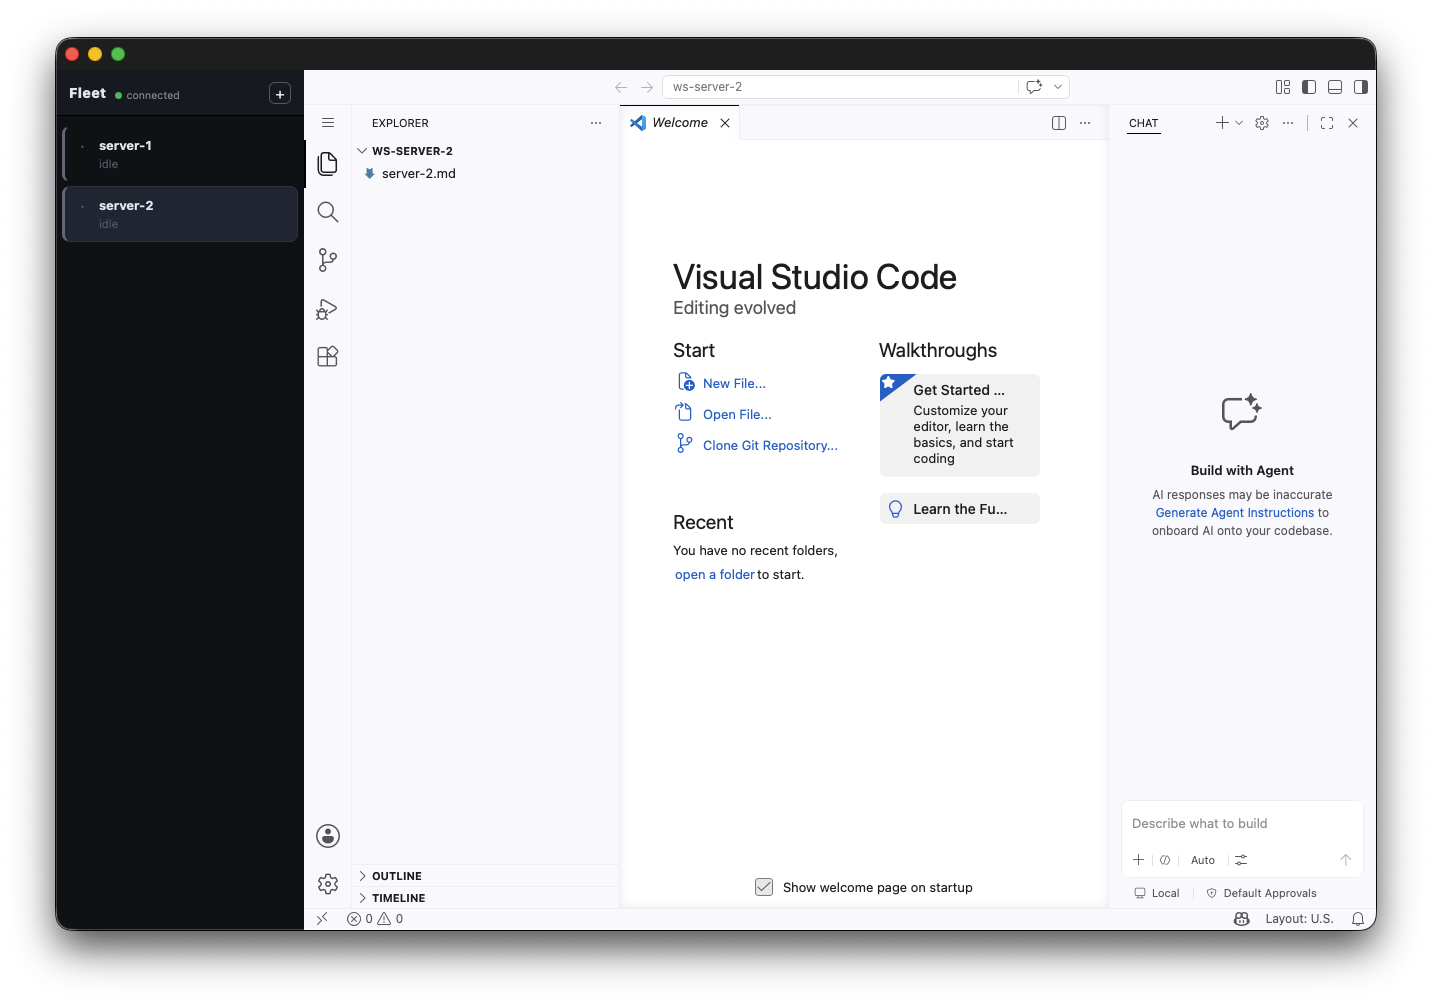 Fleet connected +
server-1
idle
server-2
idle
ws-server-2
EXPLORER
WS-SERVER-2
server-2.md
OUTLINE
TIMELINE
Welcome
Visual Studio Code
Editing evolved
Start
New File...
Open File...
Clone Git Repository...
Recent
You have no recent folders,
open a folder to start.
Walkthroughs
Get Started ...
Customize your
editor, learn the
basics, and start
coding
Learn the Fu...
Show welcome page on startup
CHAT
Build with Agent
AI responses may be inaccurate
Generate Agent Instructions to
onboard AI onto your codebase.
Describe what to build
Auto
Local
Default Approvals
0 0
Layout: U.S.